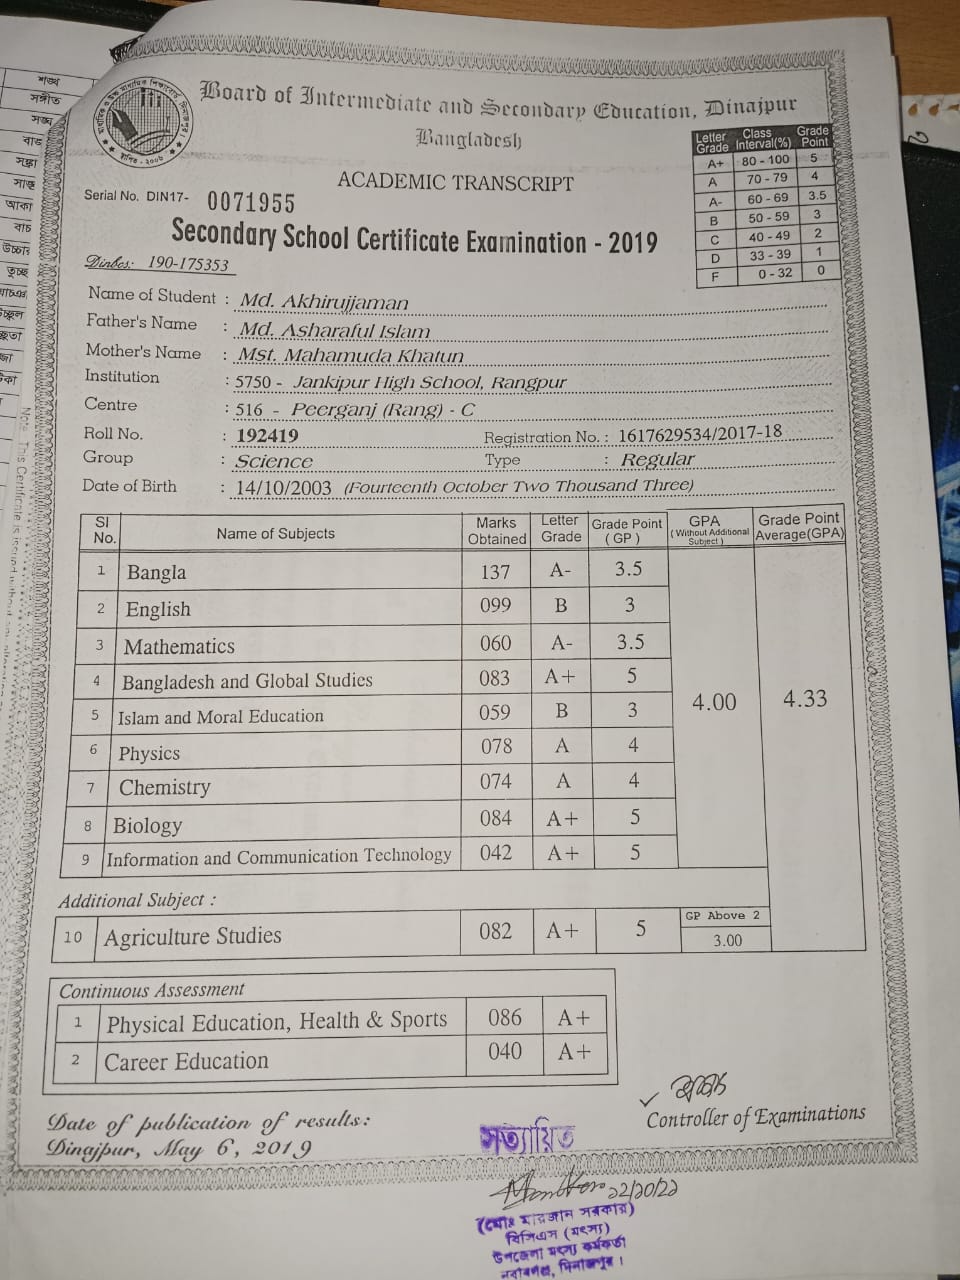 শঙ্খ
সঙ্গীত
Board of Intermediate and Secondary Education, Dinajpur
Bangladesh
ACADEMIC TRANSCRIPT
Serial No. DIN17- 0071955
Secondary School Certificate Examination - 2019
Dinbes: 190-175353
Letter Grade Class Interval(%) Grade Point
A+ 80 - 100 5
A 70 - 79 4
A- 60 - 69 3.5
B 50 - 59 3
C 40 - 49 2
D 33 - 39 1
F 0 - 32 0
Name of Student : Md. Akhirujjaman
Father's Name : Md. Asharaful Islam
Mother's Name : Mst. Mahamuda Khatun
Institution : 5750 - Jankipur High School, Rangpur
Centre : 516 - Peerganj (Rang) - C
Roll No. : 192419 Registration No. : 1617629534/2017-18
Group : Science Type : Regular
Date of Birth : 14/10/2003 (Fourteenth October Two Thousand Three)
Sl No. Name of Subjects Marks Obtained Letter Grade Grade Point (GP) GPA (Without Additional Subject) Grade Point Average(GPA)
1 Bangla 137 A- 3.5
2 English 099 B 3
3 Mathematics 060 A- 3.5
4 Bangladesh and Global Studies 083 A+ 5
5 Islam and Moral Education 059 B 3
4.00 4.33
6 Physics 078 A 4
7 Chemistry 074 A 4
8 Biology 084 A+ 5
9 Information and Communication Technology 042 A+ 5
Additional Subject :
10 Agriculture Studies 082 A+ 5 GP Above 2
3.00
Continuous Assessment
1 Physical Education, Health & Sports 086 A+
2 Career Education 040 A+
Controller of Examinations
Date of publication of results:
Dinajpur, May 6, 2019
সত্যায়িত
বিসিএস (মৎস্য)
উপজেলা মৎস্য কর্মকর্তা
নবাবগঞ্জ, দিনাজপুর।
Note. This Certificate is issued without